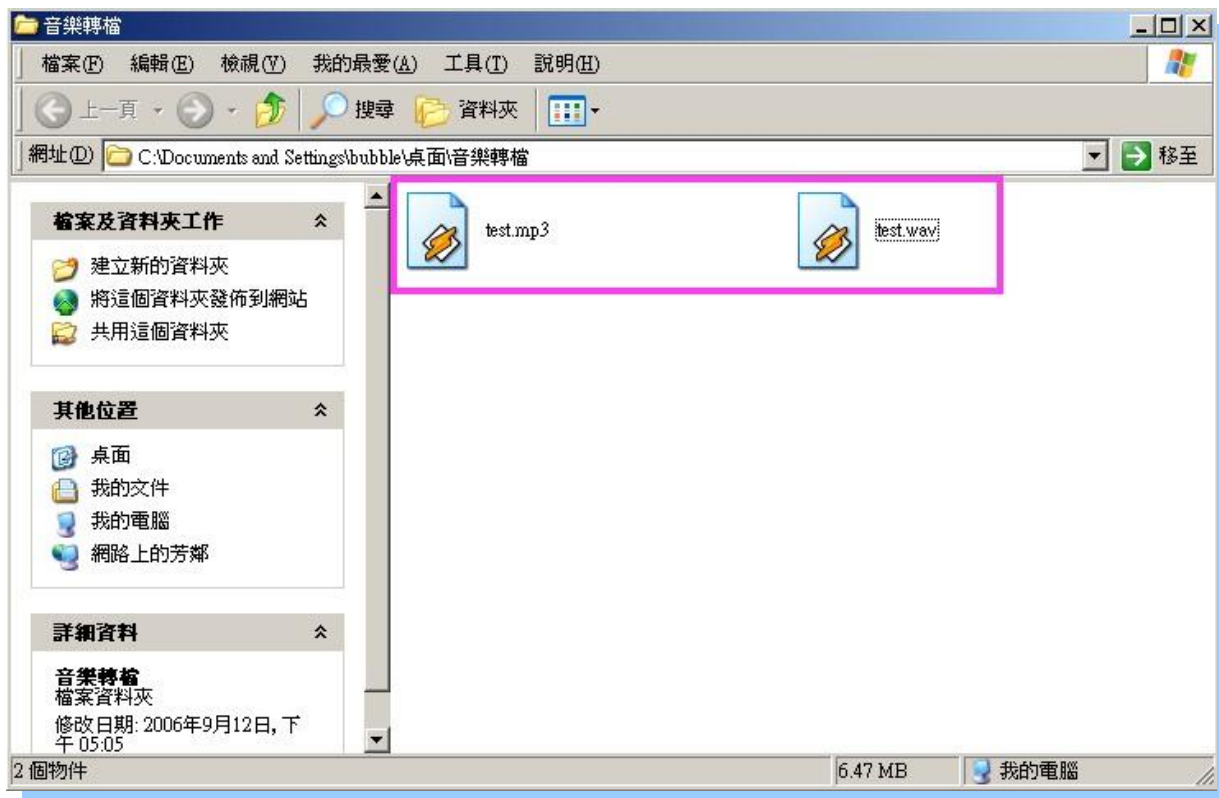 音樂轉檔
檔案(F) 編輯(E) 檢視(V) 我的最愛(A) 工具(T) 說明(H)
上一頁 搜尋 資料夾
網址(D) C:\Documents and Settings\bubble\桌面\音樂轉檔 移至
檔案及資料夾工作
建立新的資料夾
將這個資料夾發佈到網站
共用這個資料夾
其他位置
桌面
我的文件
我的電腦
網路上的芳鄰
詳細資料
音樂轉檔
檔案資料夾
修改日期: 2006年9月12日, 下
午 05:05
test.mp3
test.wav
2 個物件 6.47 MB 我的電腦